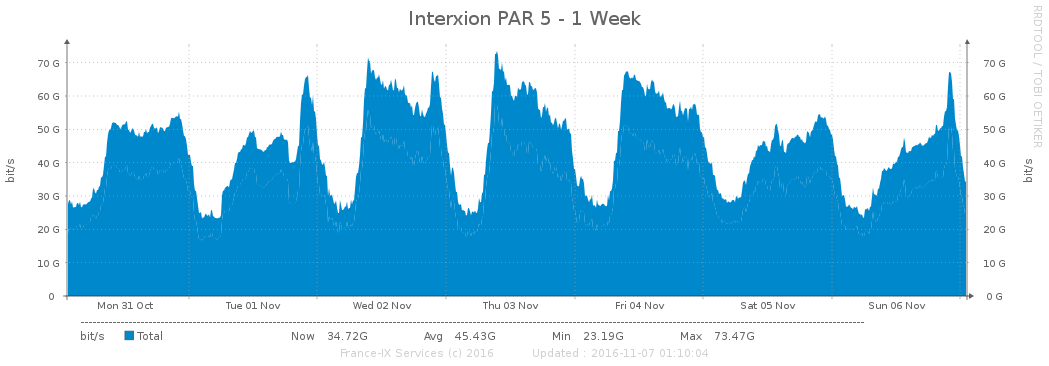 Interxion PAR 5 - 1 Week
RRDTOOL / TOBI OETIKER
bit/s
70 G
60 G
50 G
40 G
30 G
20 G
10 G
0
70 G
60 G
50 G
40 G
30 G
20 G
10 G
0 G
bit/s
Mon 31 Oct Tue 01 Nov Wed 02 Nov Thu 03 Nov Fri 04 Nov Sat 05 Nov Sun 06 Nov
bit/s Total Now 34.72G Avg 45.43G Min 23.19G Max 73.47G
France-IX Services (c) 2016 Updated : 2016-11-07 01:10:04